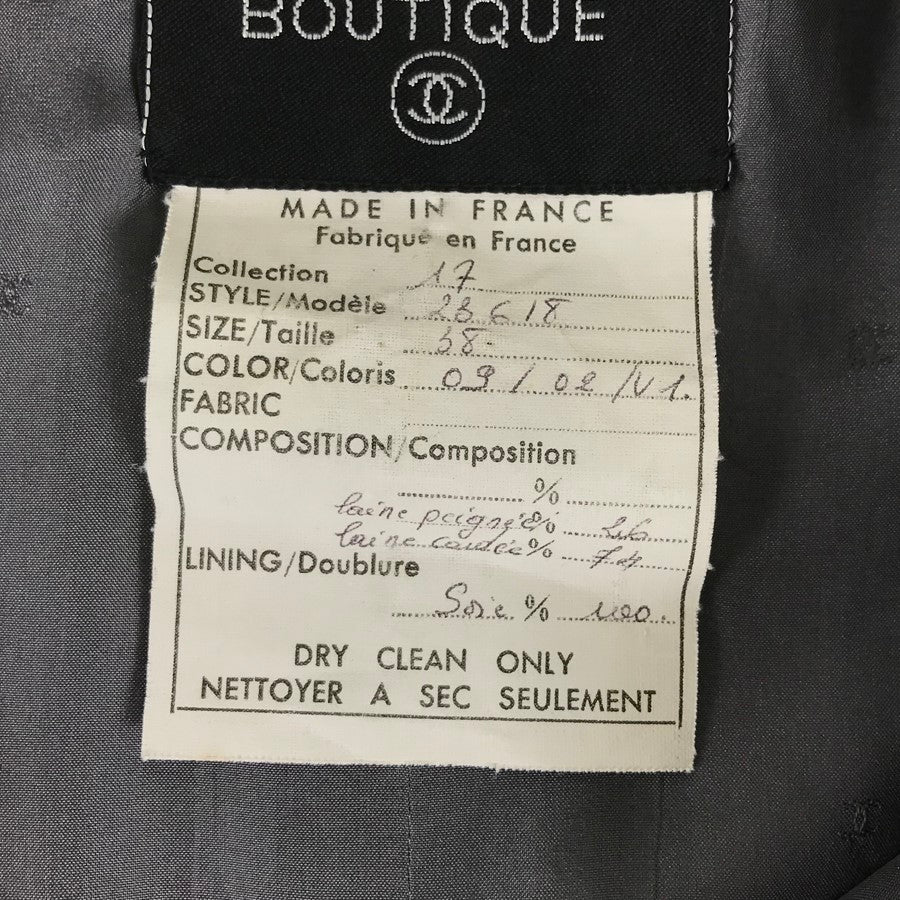 BOUTIQUE
MADE IN FRANCE
Fabriqué en France
Collection 17
STYLE/Modèle 28618
SIZE/Taille 38-
COLOR/Coloris 09/02/V1.
FABRIC
COMPOSITION/Composition
%
laine peignée % 26
laine cardée % 74
LINING/Doublure
Soie % 100.
DRY CLEAN ONLY
NETTOYER A SEC SEULEMENT